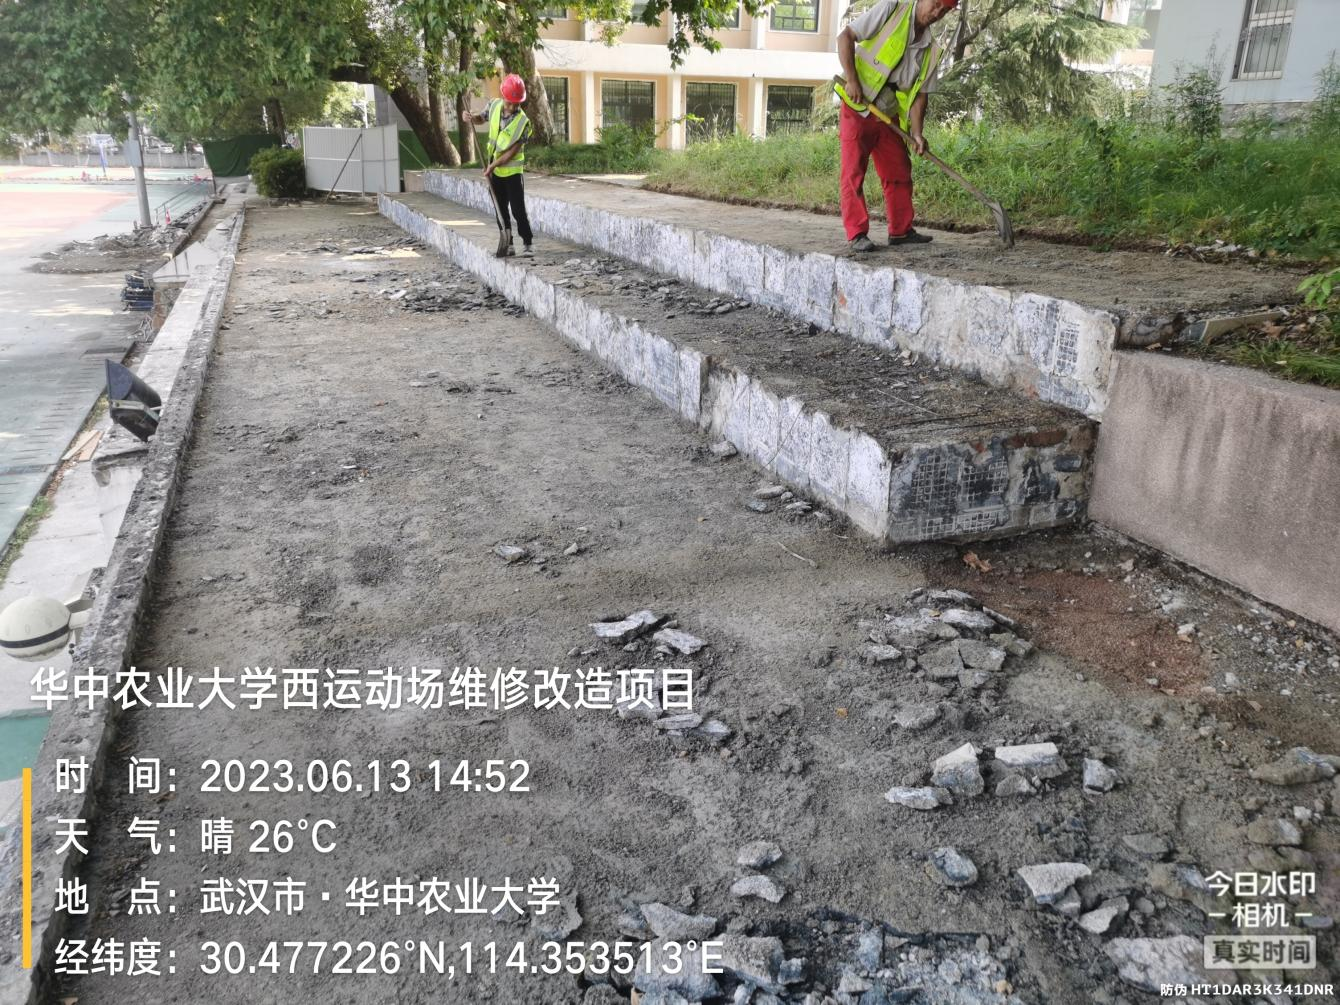 华中农业大学西运动场维修改造项目
时 间：2023.06.13 14:52
天 气：晴 26°C
地 点：武汉市·华中农业大学
经纬度：30.477226°N,114.353513°E
今日水印
-相机-
真实时间
防伪 HT1DAR3K341DNR